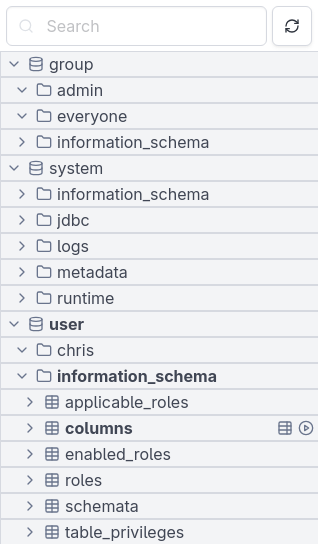 Search
group
admin
everyone
information_schema
system
information_schema
jdbc
logs
metadata
runtime
user
chris
information_schema
applicable_roles
columns
enabled_roles
roles
schemata
table_privileges